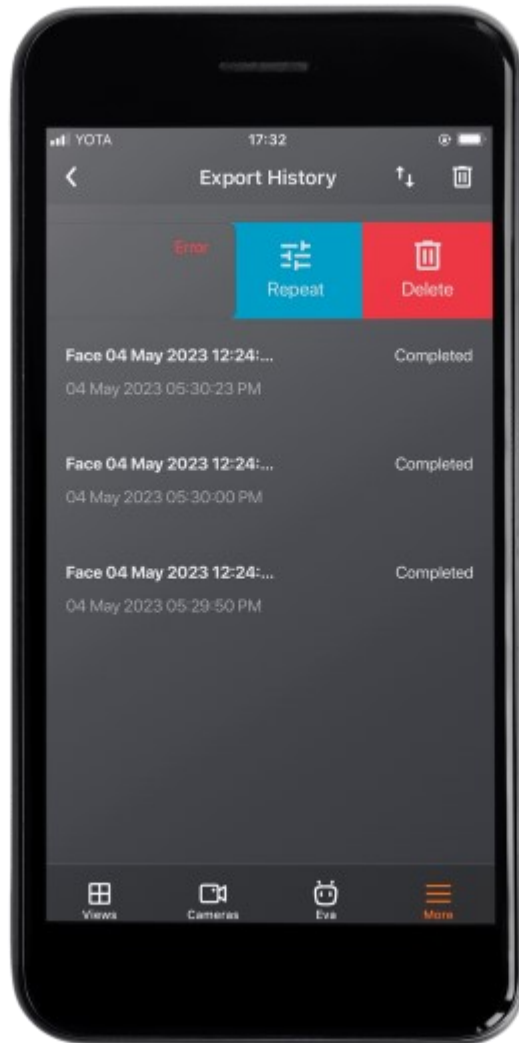 YOTA 17:32
Export History
Error Repeat Delete
Face 04 May 2023 12:24:... Completed
04 May 2023 05:30:23 PM
Face 04 May 2023 12:24:... Completed
04 May 2023 05:30:00 PM
Face 04 May 2023 12:24:... Completed
04 May 2023 05:29:50 PM
Views Cameras Eva More